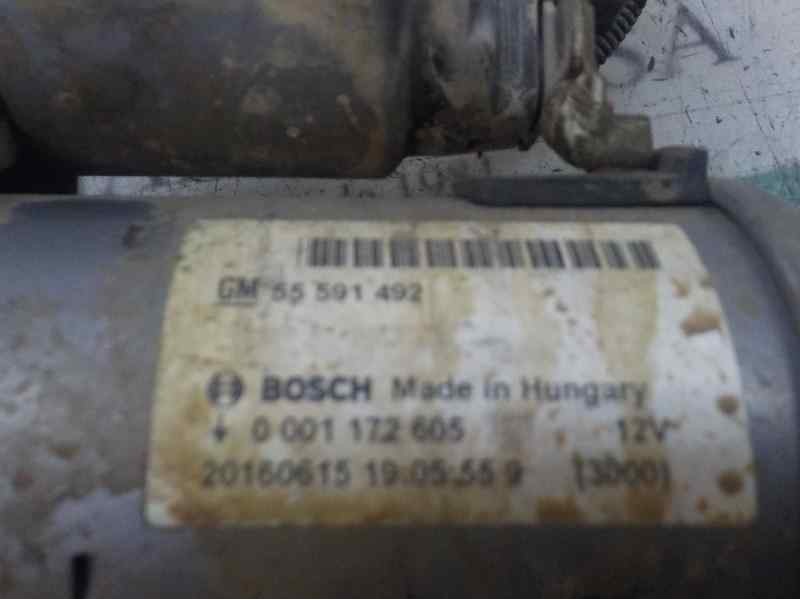 GM 55 591 492
BOSCH Made in Hungary
0 001 172 605 12V
20160615 19:05:55 9 (3000)